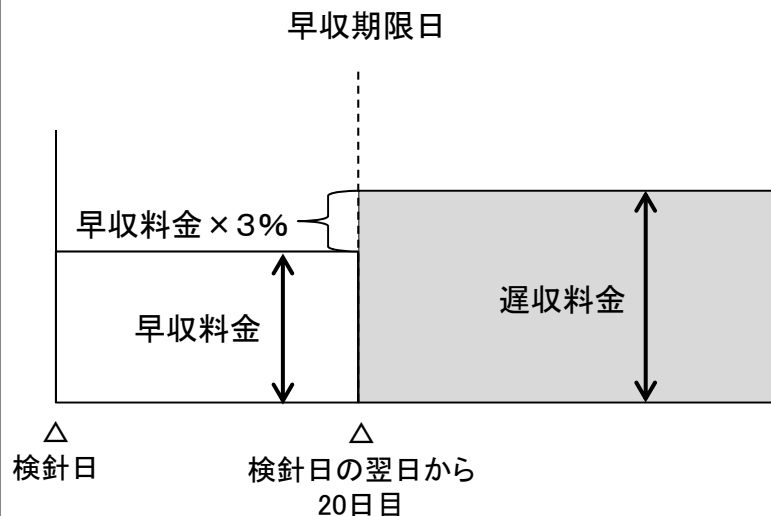 早収期限日
早収料金×3%
早収料金
遅収料金
△
検針日
△
検針日の翌日から
20日目